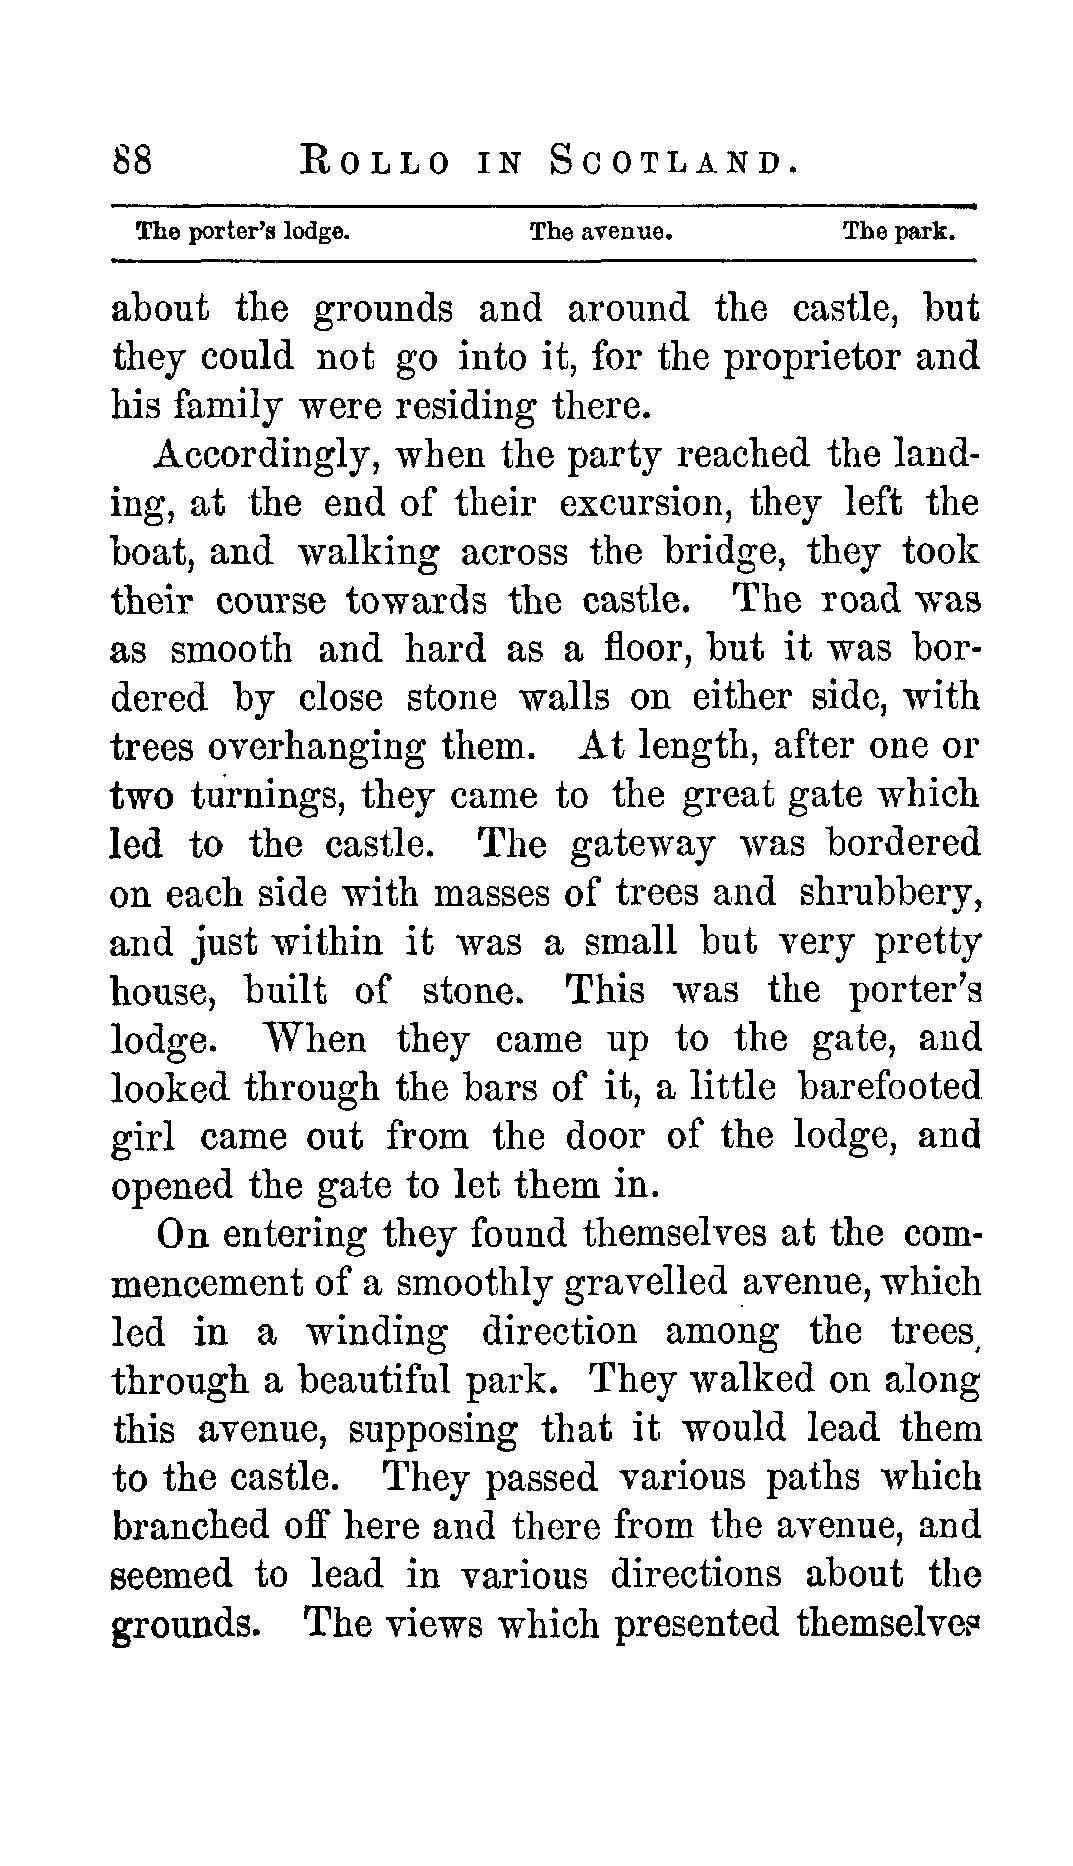 88 ROLLO IN SCOTLAND.
The porter's lodge. The avenue. The park.
about the grounds and around the castle, but
they could not go into it, for the proprietor and
his family were residing there.
Accordingly, when the party reached the land-
ing, at the end of their excursion, they left the
boat, and walking across the bridge, they took
their course towards the castle. The road was
as smooth and hard as a floor, but it was bor-
dered by close stone walls on either side, with
trees overhanging them. At length, after one or
two turnings, they came to the great gate which
led to the castle. The gateway was bordered
on each side with masses of trees and shrubbery,
and just within it was a small but very pretty
house, built of stone. This was the porter's
lodge. When they came up to the gate, and
looked through the bars of it, a little barefooted
girl came out from the door of the lodge, and
opened the gate to let them in.
On entering they found themselves at the com-
mencement of a smoothly gravelled avenue, which
led in a winding direction among the trees,
through a beautiful park. They walked on along
this avenue, supposing that it would lead them
to the castle. They passed various paths which
branched off here and there from the avenue, and
seemed to lead in various directions about the
grounds. The views which presented themselves